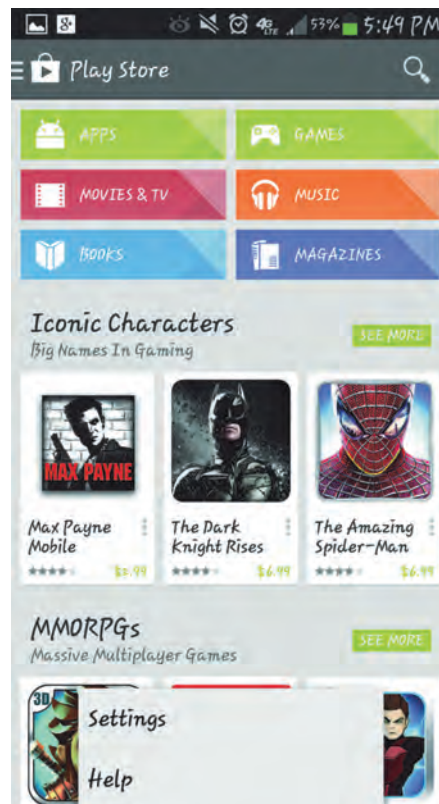 53% 5:49 PM
Play Store
APPS GAMES
MOVIES & TV MUSIC
BOOKS MAGAZINES
Iconic Characters
SEE MORE
Big Names In Gaming
MAX PAYNE
Max Payne The Dark The Amazing
Mobile Knight Rises Spider-Man
$6.99 $6.99
MMORPGs
SEE MORE
Massive Multiplayer Games
3D
Settings
Help